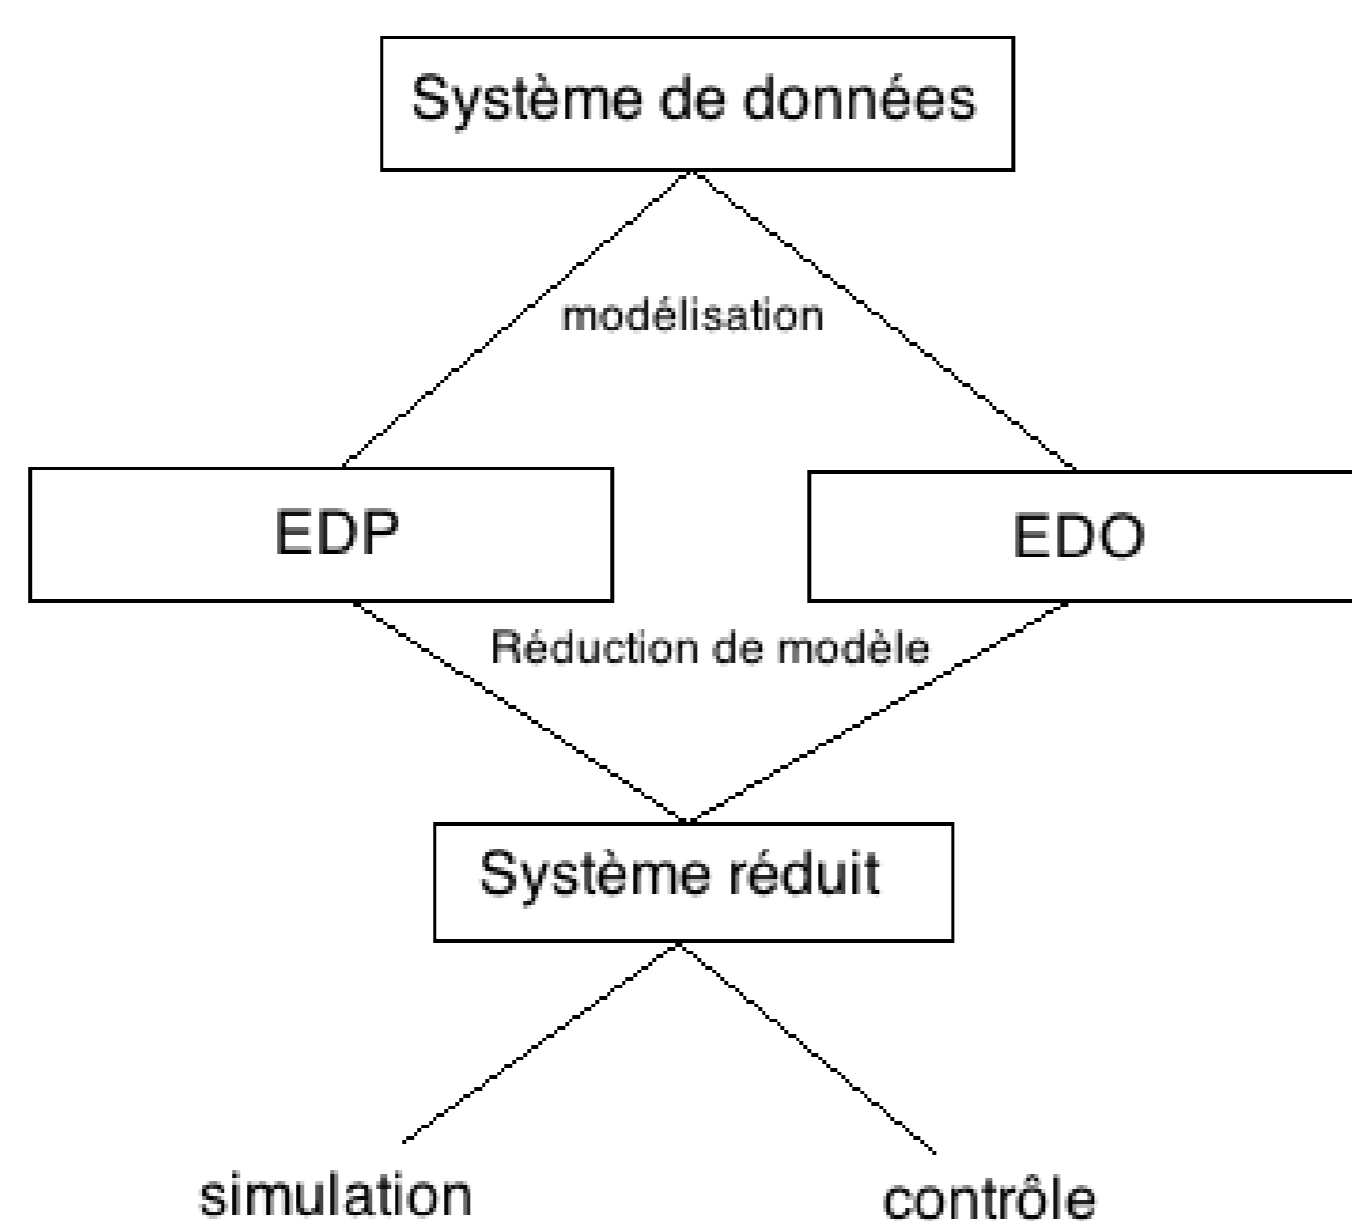 Système de données
modélisation
EDP
EDO
Réduction de modèle
Système réduit
simulation
contrôle